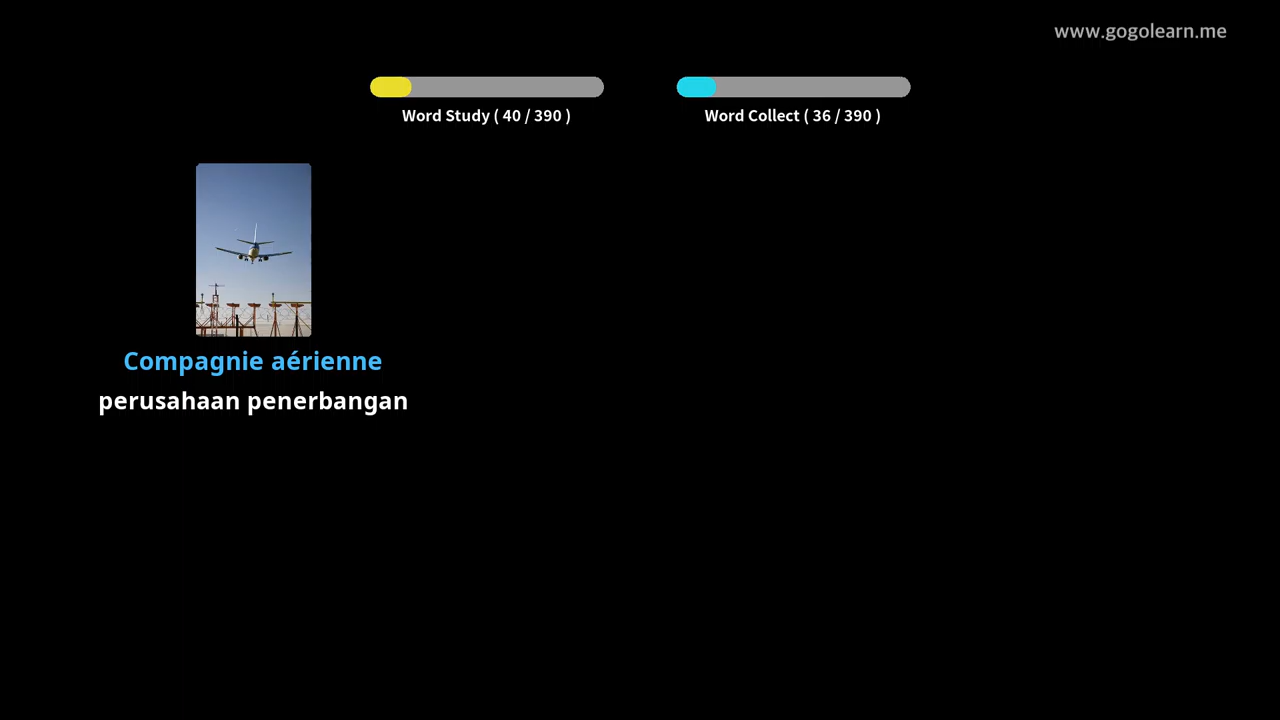 www.gogolearn.me
Word Study ( 40 / 390 )
Word Collect ( 36 / 390 )
Compagnie aérienne
perusahaan penerbangan